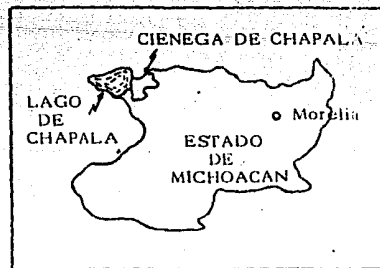 CIENEGA DE CHAPALA
LAGO
DE
CHAPALA
Morelia
ESTADO
DE
MICHOACAN